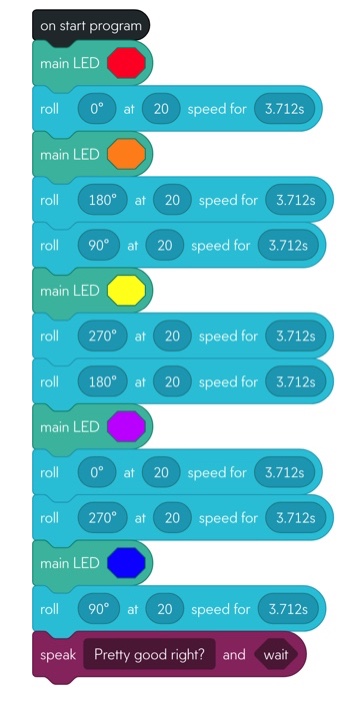 on start program
main LED
roll 0° at 20 speed for 3.712s
main LED
roll 180° at 20 speed for 3.712s
roll 90° at 20 speed for 3.712s
main LED
roll 270° at 20 speed for 3.712s
roll 180° at 20 speed for 3.712s
main LED
roll 0° at 20 speed for 3.712s
roll 270° at 20 speed for 3.712s
main LED
roll 90° at 20 speed for 3.712s
speak Pretty good right? and wait